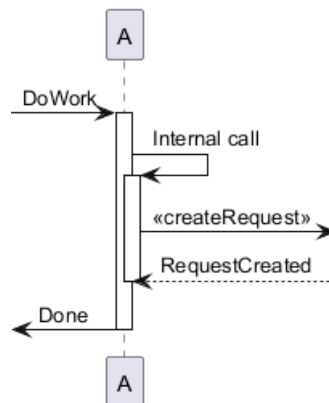 A
DoWork
Internal call
«createRequest»
RequestCreated
Done
A